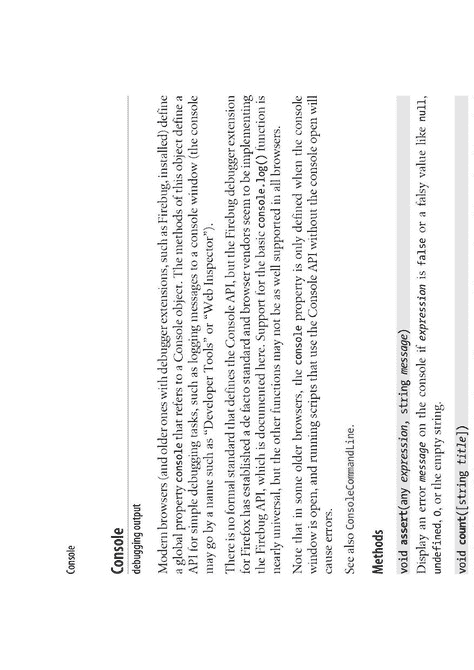 Console
Console
debugging output
Modern browsers (and older ones with debugger extensions, such as Firebug, installed) define
a global property console that refers to a Console object. The methods of this object define a
API for simple debugging tasks, such as logging messages to a console window (the console
may go by a name such as “Developer Tools” or “Web Inspector”).
There is no formal standard that defines the Console API, but the Firebug debugger extension
for Firefox has established a de facto standard and browser vendors seem to be implementing
the Firebug API, which is documented here. Support for the basic console.log() function is
nearly universal, but the other functions may not be as well supported in all browsers.
Note that in some older browsers, the console property is only defined when the console
window is open, and running scripts that use the Console API without the console open will
cause errors.
See also ConsoleCommandLine.
Methods
void assert(any expression, string message)
Display an error message on the console if expression is false or a falsy value like null,
undefined, 0, or the empty string.
void count([string title])